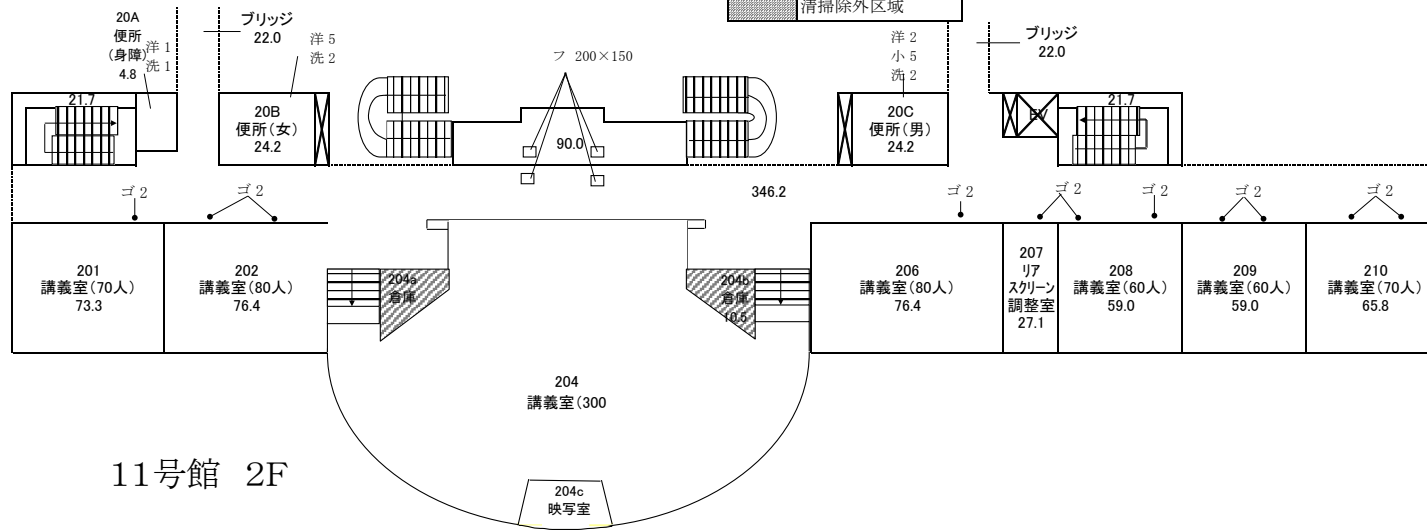 清掃除外区域
20A
便所
(身障)
4.8
洋 1
洗 1
ブリッジ
22.0
洋 5
洗 2
フ 200×150
洋 2
小 5
洗 2
ブリッジ
22.0
21.7
20B
便所(女)
24.2
90.0
20C
便所(男)
24.2
EV
21.7
346.2
ゴ 2
ゴ 2
ゴ 2
ゴ 2
ゴ 2
ゴ 2
ゴ 2
201
講義室(70人)
73.3
202
講義室(80人)
76.4
204a
倉庫
204b
倉庫
10.5
206
講義室(80人)
76.4
207
リア
スクリーン
調整室
27.1
208
講義室(60人)
59.0
209
講義室(60人)
59.0
210
講義室(70人)
65.8
204
講義室(300
204c
映写室
11号館 2F